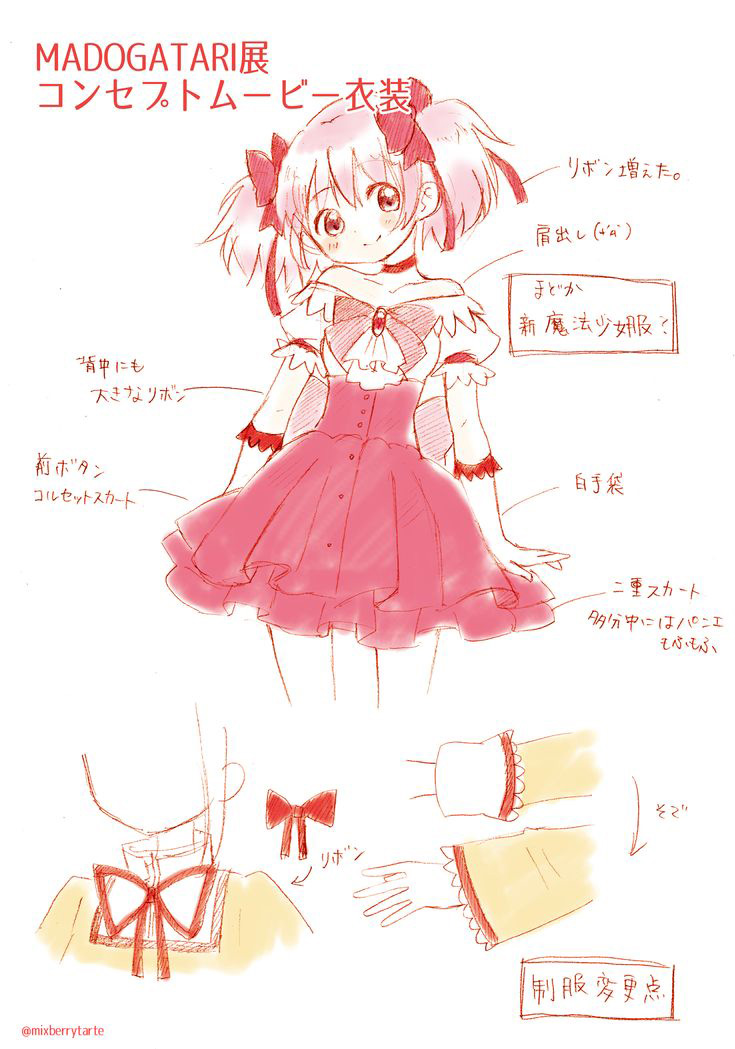 MADOGATARI展
コンセプトムービー衣装
リボン増えた。
肩出し
まどか
新魔法少女服?
背中にも
大きなリボン
前ボタン
コルセットスカート
白手袋
二重スカート
多分中にはパニエ
もふもふ
リボン
そで
制服変更点
@mixberrytarte